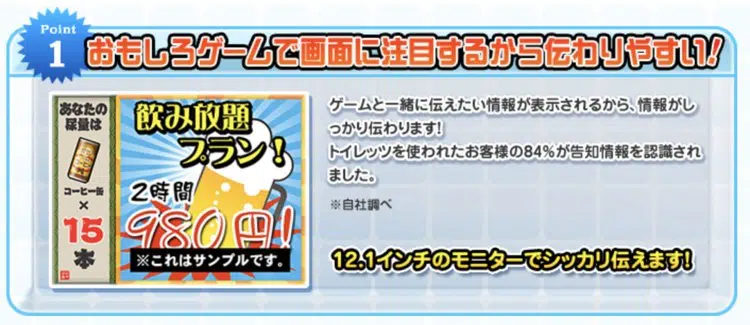 Point
1
おもしろゲームで画面に注目するから伝わりやすい!
あなたの
尿量は
コーヒー缶
×
15
本
飲み放題
プラン!
2時間
980円!
※これはサンプルです。
ゲームと一緒に伝えたい情報が表示されるから、情報がし
っかり伝わります!
トイレッツを使われたお客様の84%が告知情報を認識され
ました。
※自社調べ
12.1インチのモニターでシッカリ伝えます!